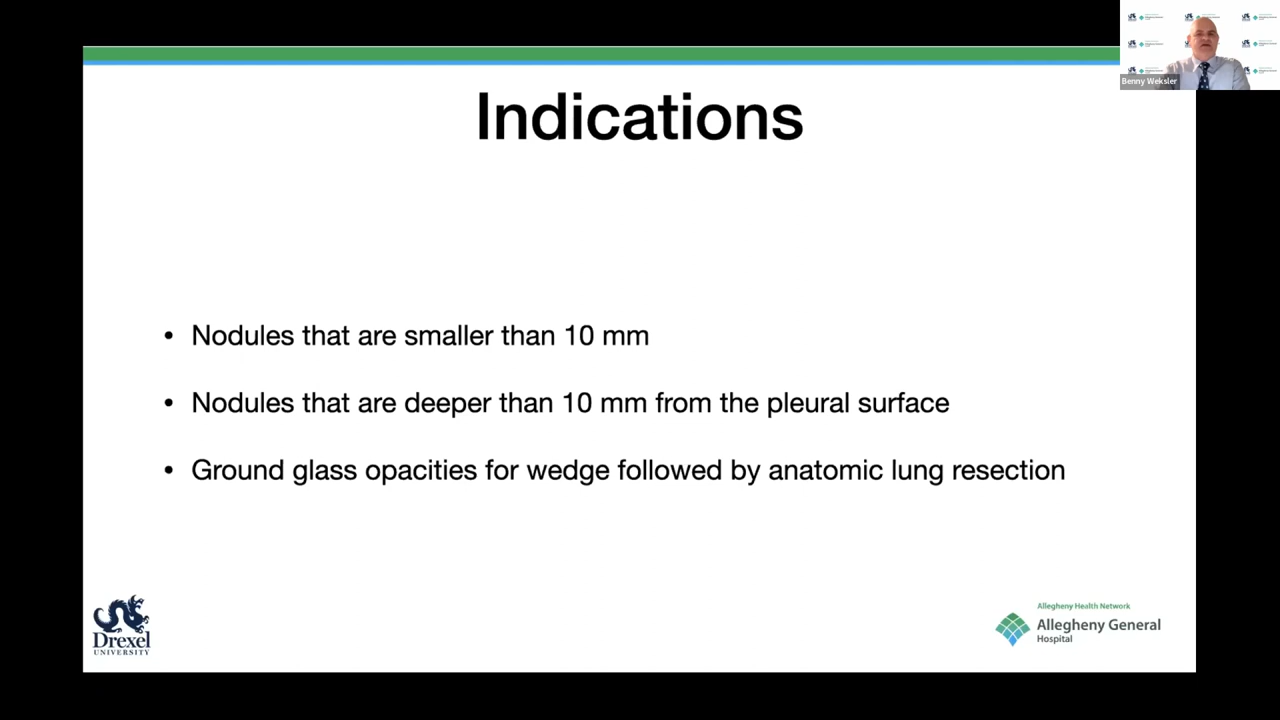 Indications
Benny Weksler
• Nodules that are smaller than 10 mm
• Nodules that are deeper than 10 mm from the pleural surface
• Ground glass opacities for wedge followed by anatomic lung resection
Drexel
UNIVERSITY
Allegheny Health Network
Allegheny General
Hospital